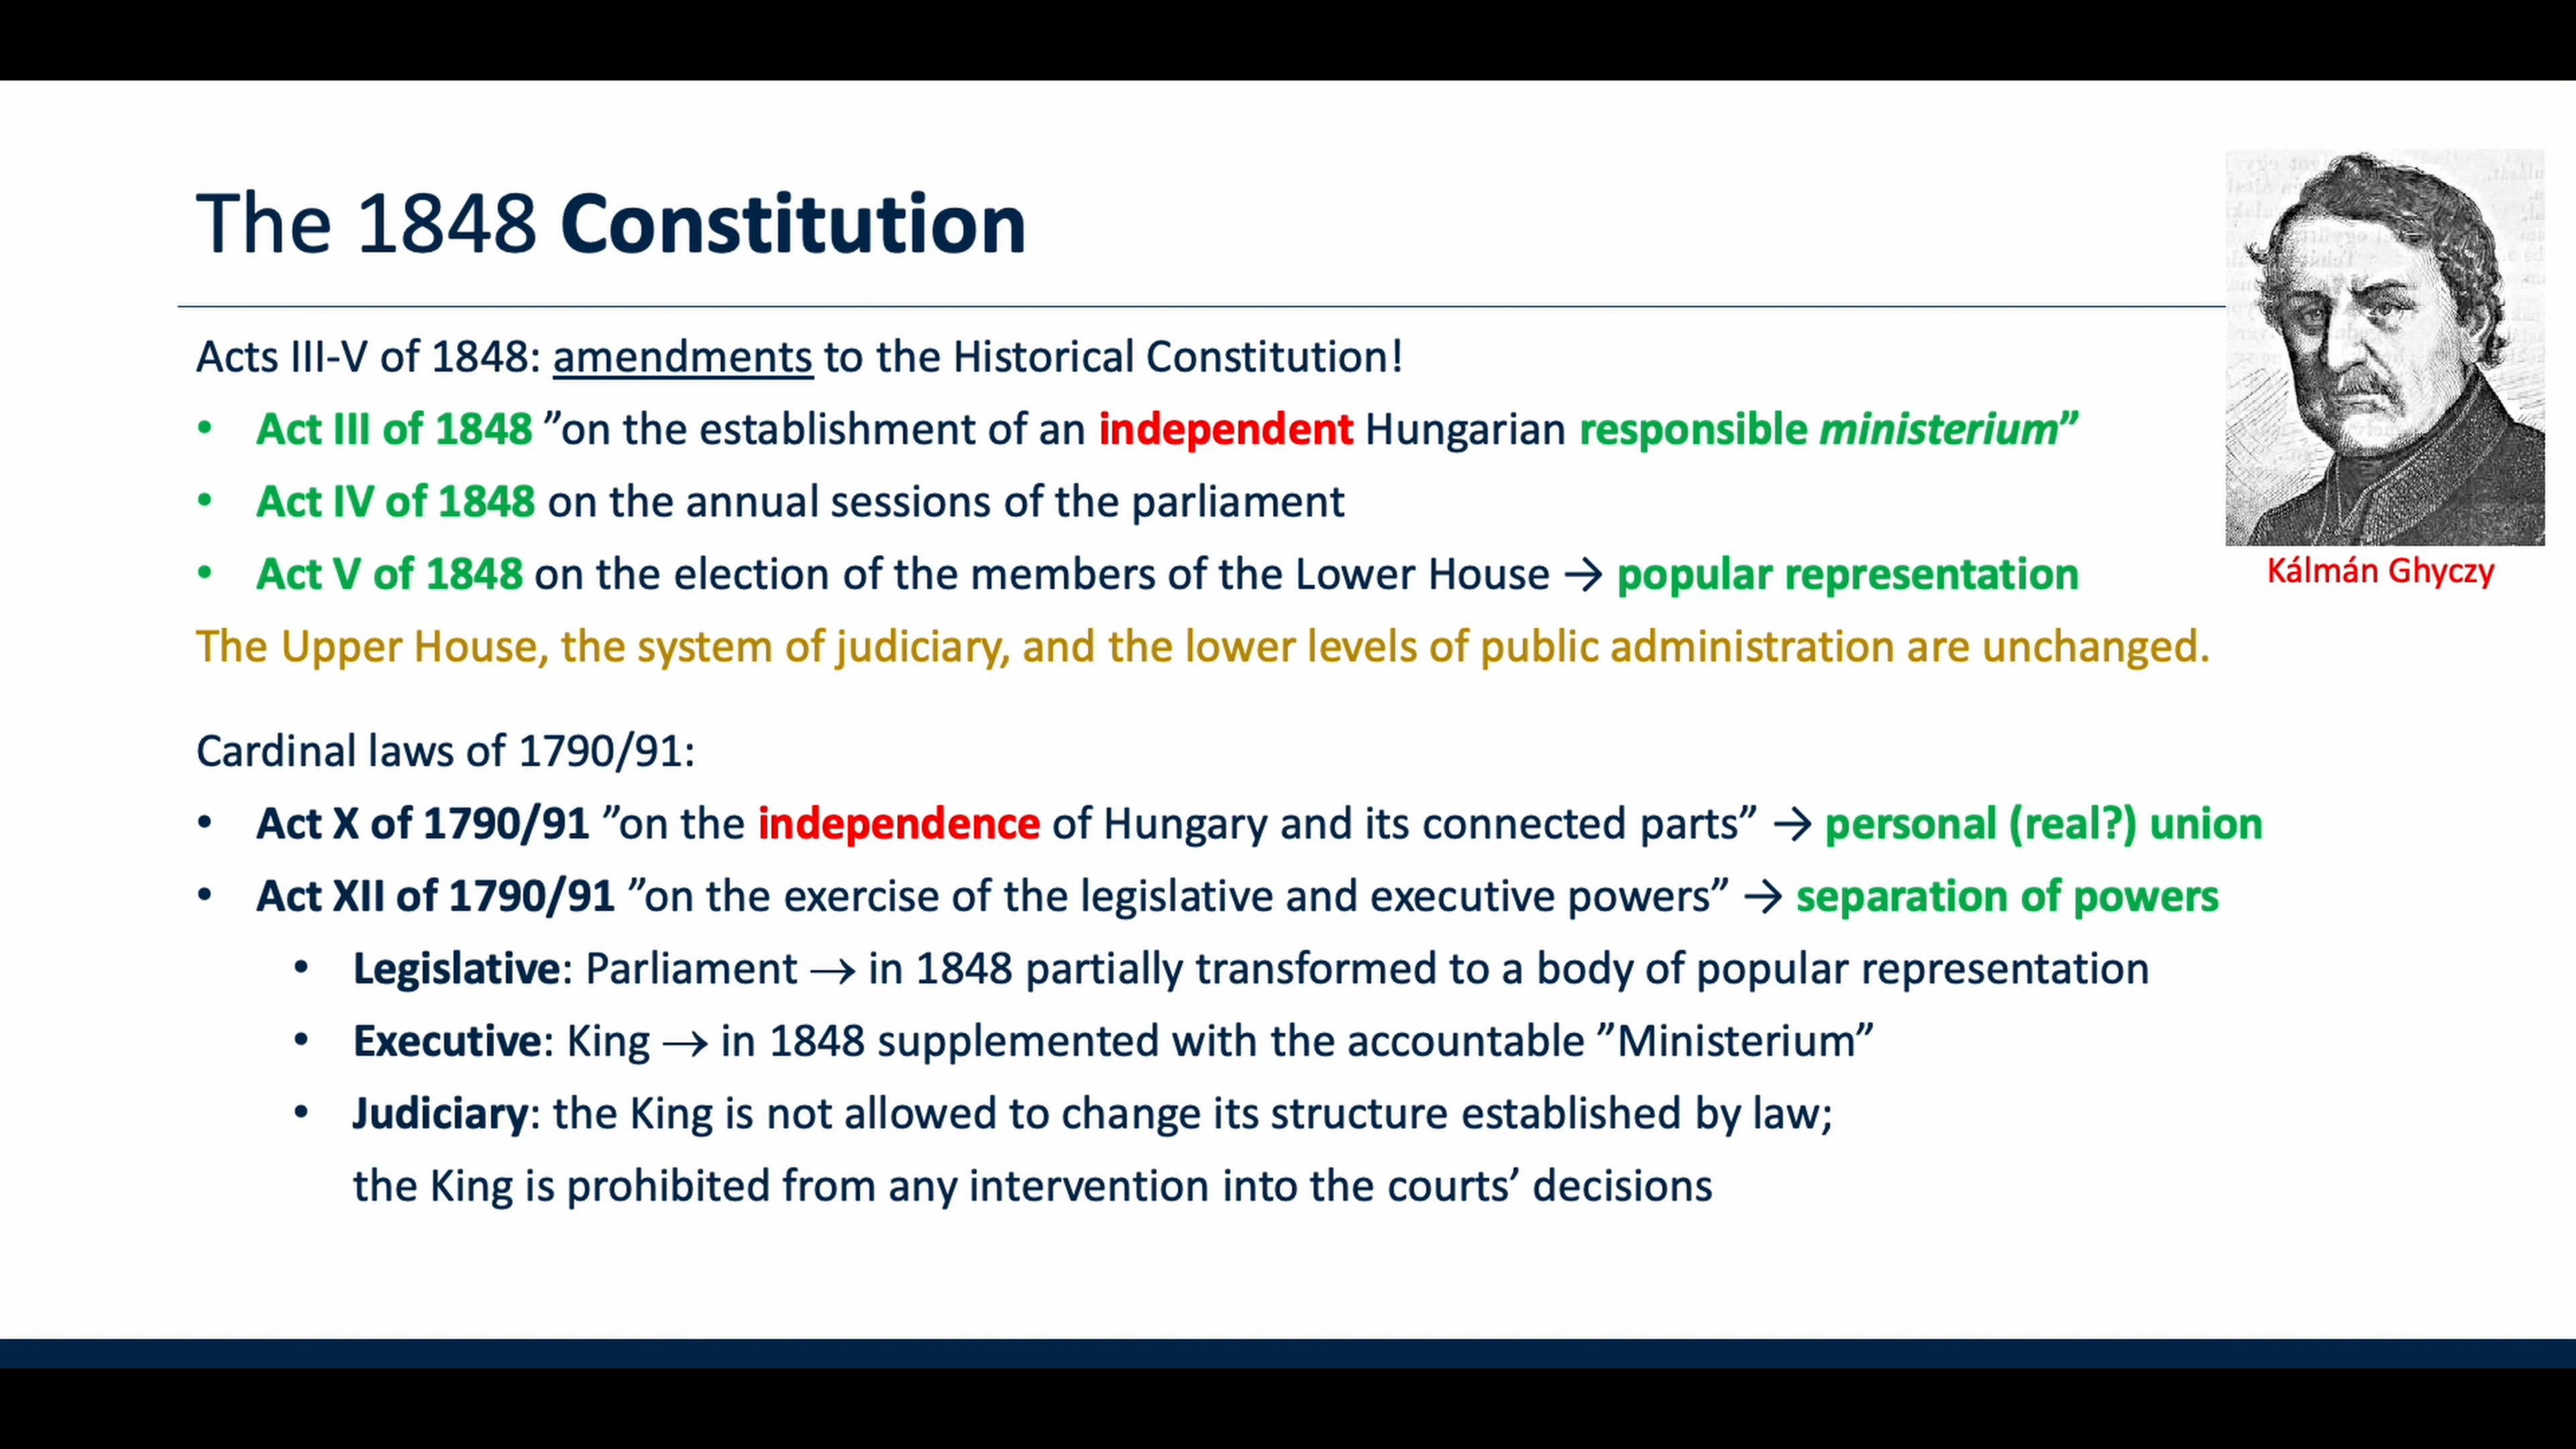 The 1848 Constitution
Acts III-V of 1848: amendments to the Historical Constitution!
• Act III of 1848 ”on the establishment of an independent Hungarian responsible ministerium”
• Act IV of 1848 on the annual sessions of the parliament
• Act V of 1848 on the election of the members of the Lower House → popular representation
Kálmán Ghyczy
The Upper House, the system of judiciary, and the lower levels of public administration are unchanged.
Cardinal laws of 1790/91:
• Act X of 1790/91 ”on the independence of Hungary and its connected parts” → personal (real?) union
• Act XII of 1790/91 ”on the exercise of the legislative and executive powers” → separation of powers
• Legislative: Parliament → in 1848 partially transformed to a body of popular representation
• Executive: King → in 1848 supplemented with the accountable ”Ministerium”
• Judiciary: the King is not allowed to change its structure established by law;
the King is prohibited from any intervention into the courts’ decisions